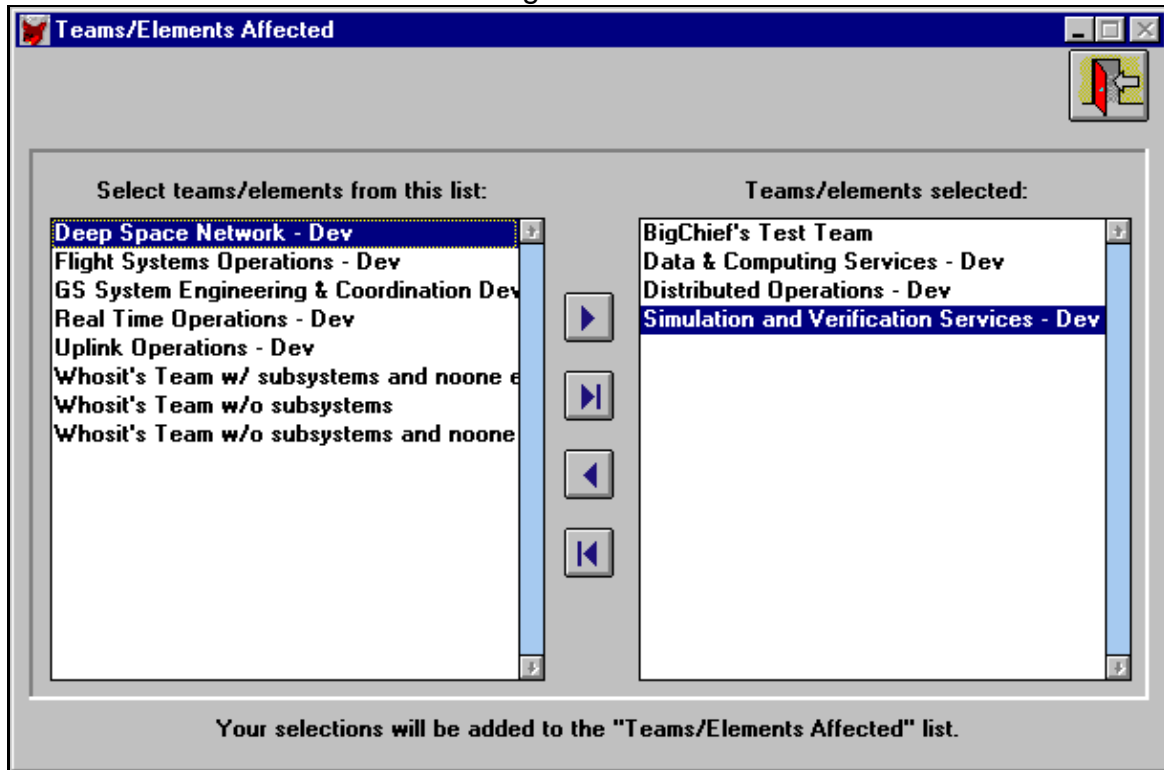 Teams/Elements Affected
Select teams/elements from this list:
Deep Space Network - Dev
Flight Systems Operations - Dev
GS System Engineering & Coordination Dev
Real Time Operations - Dev
Uplink Operations - Dev
Whosit's Team w/ subsystems and noone e
Whosit's Team w/o subsystems
Whosit's Team w/o subsystems and noone
Teams/elements selected:
BigChief's Test Team
Data & Computing Services - Dev
Distributed Operations - Dev
Simulation and Verification Services - Dev
Your selections will be added to the "Teams/Elements Affected" list.